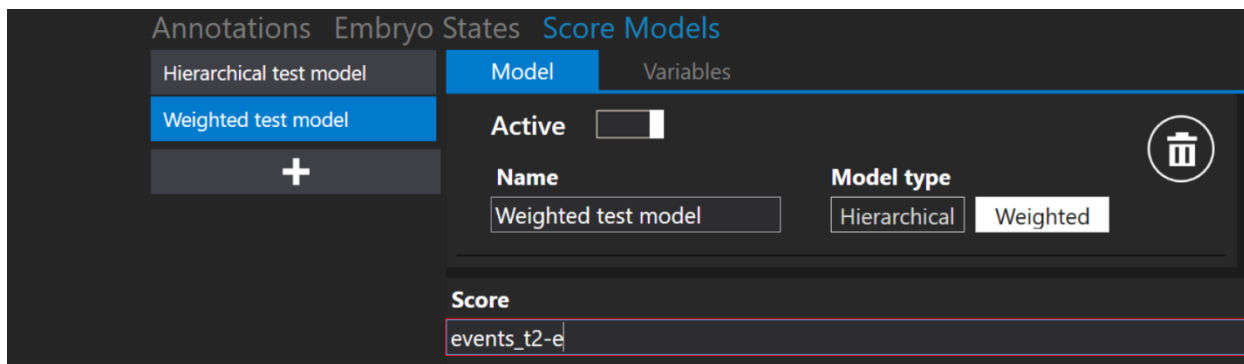 Annotations Embryo States Score Models
Hierarchical test model
Model Variables
Weighted test model
Active
Name
Model type
Weighted test model
Hierarchical Weighted
Score
events_t2-e